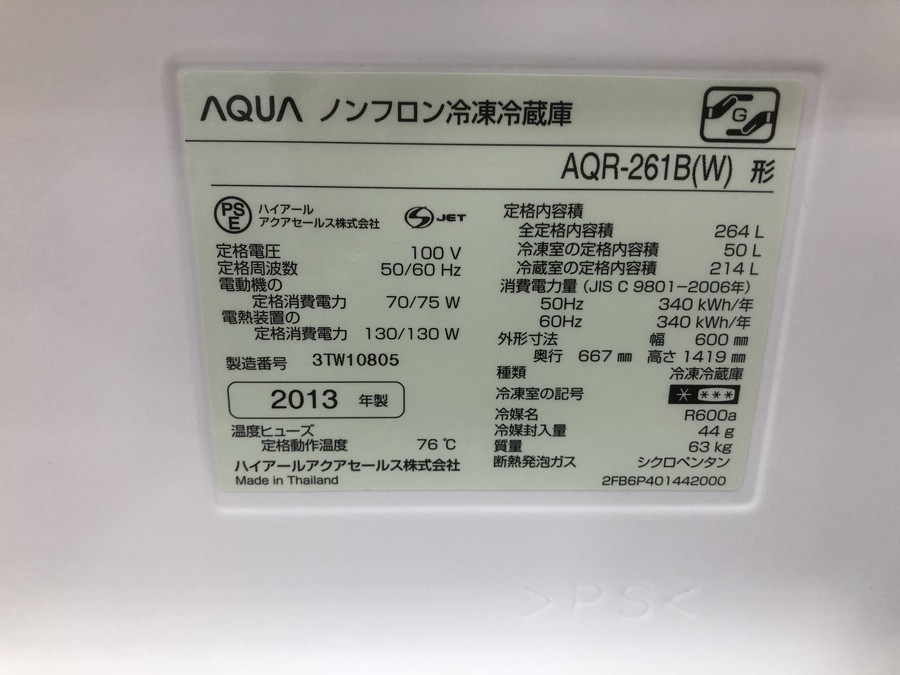 AQUA ノンフロン冷凍冷蔵庫
G
AQR-261B(W) 形
PSE ハイアール
アクアセールス株式会社
S JET
定格電圧 100 V
定格周波数 50/60 Hz
電動機の
定格消費電力 70/75 W
電熱装置の
定格消費電力 130/130 W
製造番号 3TW10805
2013 年製
温度ヒューズ
定格動作温度 76 ℃
ハイアールアクアセールス株式会社
Made in Thailand
定格内容積
全定格内容積 264 L
冷凍室の定格内容積 50 L
冷蔵室の定格内容積 214 L
消費電力量 (JIS C 9801-2006年)
50Hz 340 kWh/年
60Hz 340 kWh/年
外形寸法 幅 600 mm
奥行 667 mm 高さ 1419 mm
種類 冷凍冷蔵庫
冷凍室の記号 * ***
冷媒名 R600a
冷媒封入量 44 g
質量 63 kg
断熱発泡ガス シクロペンタン
2FB6P401442000
>PS<